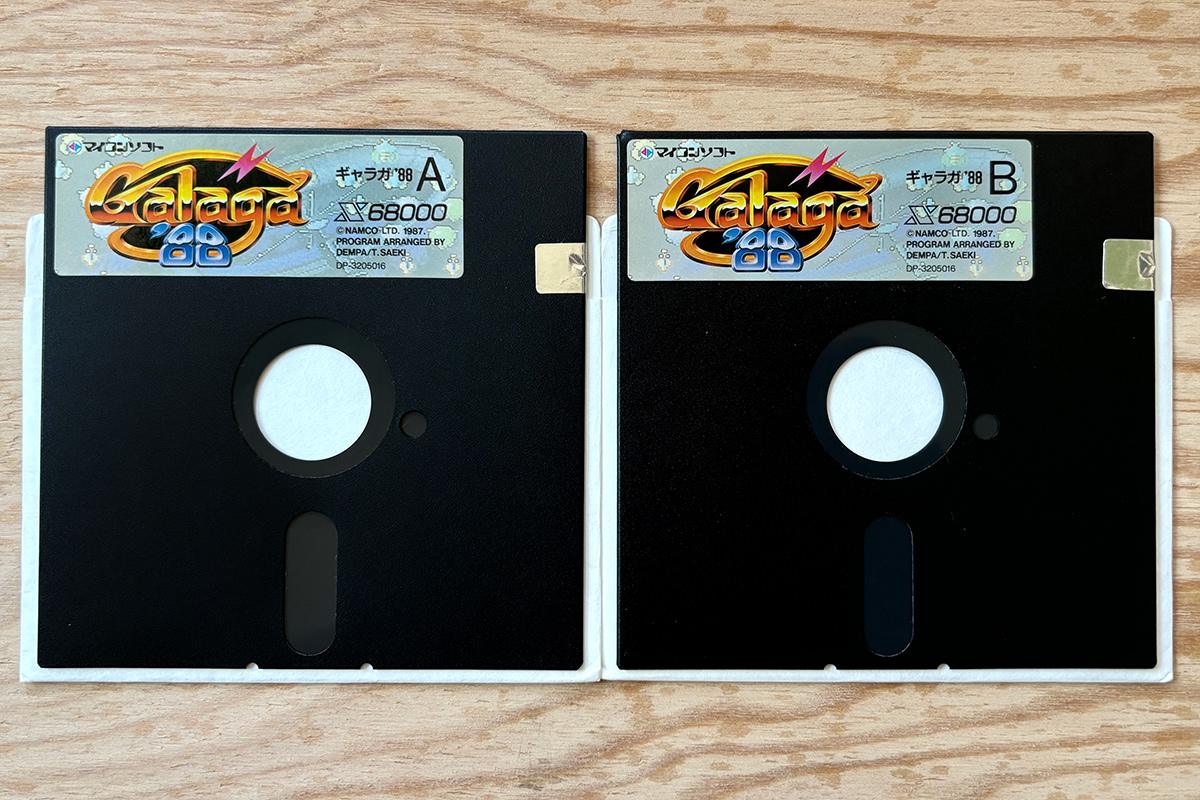 マイコンソフト
Galaga
'88
ギャラガ'88 A
X68000
©NAMCO LTD. 1987.
PROGRAM ARRANGED BY
DEMPA/T. SAEKI
DP-3205016
マイコンソフト
Galaga
'88
ギャラガ'88 B
X68000
©NAMCO LTD. 1987.
PROGRAM ARRANGED BY
DEMPA/T. SAEKI
DP-3205016